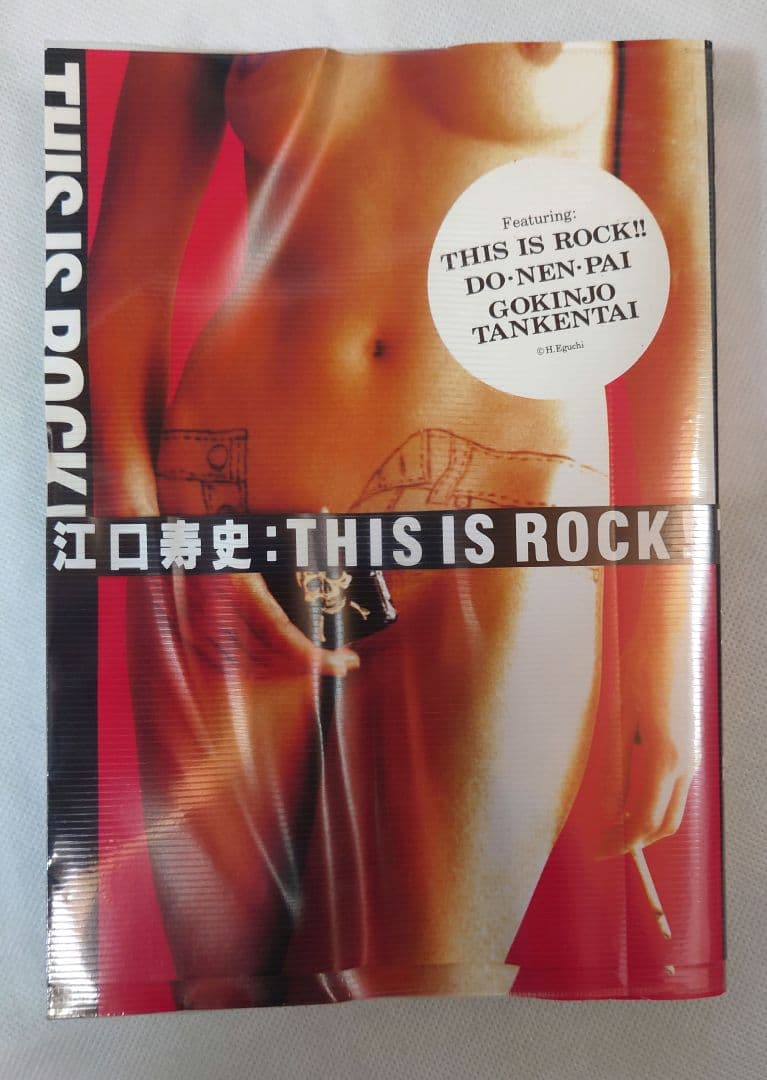 THIS IS ROCK!
Featuring:
THIS IS ROCK!!
DO・NEN・PAI
GOKINJO
TANKENTAI
©H.Eguchi
江口寿史:THIS IS ROCK!!